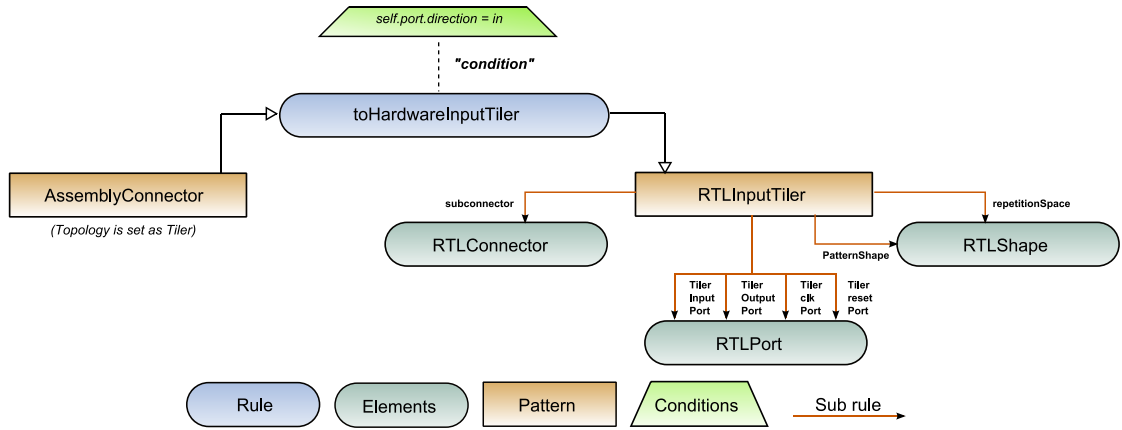 self.port.direction = in
"condition"
toHardwareInputTiler
AssemblyConnector
(Topology is set as Tiler)
RTLInputTiler
subconnector
repetitionSpace
RTLConnector
RTLShape
PatternShape
Tiler
Input
Port
Tiler
Output
Port
Tiler
clk
Port
Tiler
reset
Port
RTLPort
Rule
Elements
Pattern
Conditions
Sub rule